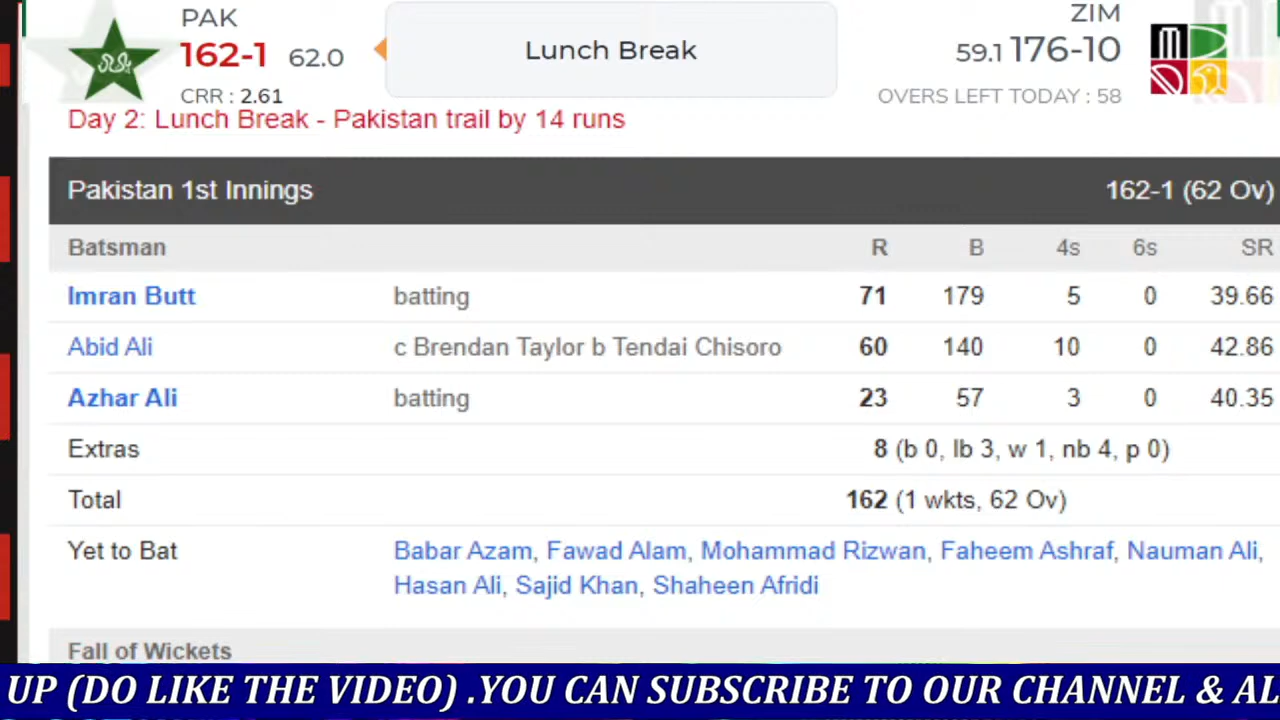 PAK
162-1 62.0
CRR : 2.61
Lunch Break
ZIM
59.1 176-10
OVERS LEFT TODAY : 58
Day 2: Lunch Break - Pakistan trail by 14 runs
Pakistan 1st Innings 162-1 (62 Ov)
Batsman R B 4s 6s SR
Imran Butt batting 71 179 5 0 39.66
Abid Ali c Brendan Taylor b Tendai Chisoro 60 140 10 0 42.86
Azhar Ali batting 23 57 3 0 40.35
Extras 8 (b 0, lb 3, w 1, nb 4, p 0)
Total 162 (1 wkts, 62 Ov)
Yet to Bat Babar Azam, Fawad Alam, Mohammad Rizwan, Faheem Ashraf, Nauman Ali,
Hasan Ali, Sajid Khan, Shaheen Afridi
Fall of Wickets
UP (DO LIKE THE VIDEO) .YOU CAN SUBSCRIBE TO OUR CHANNEL & AL